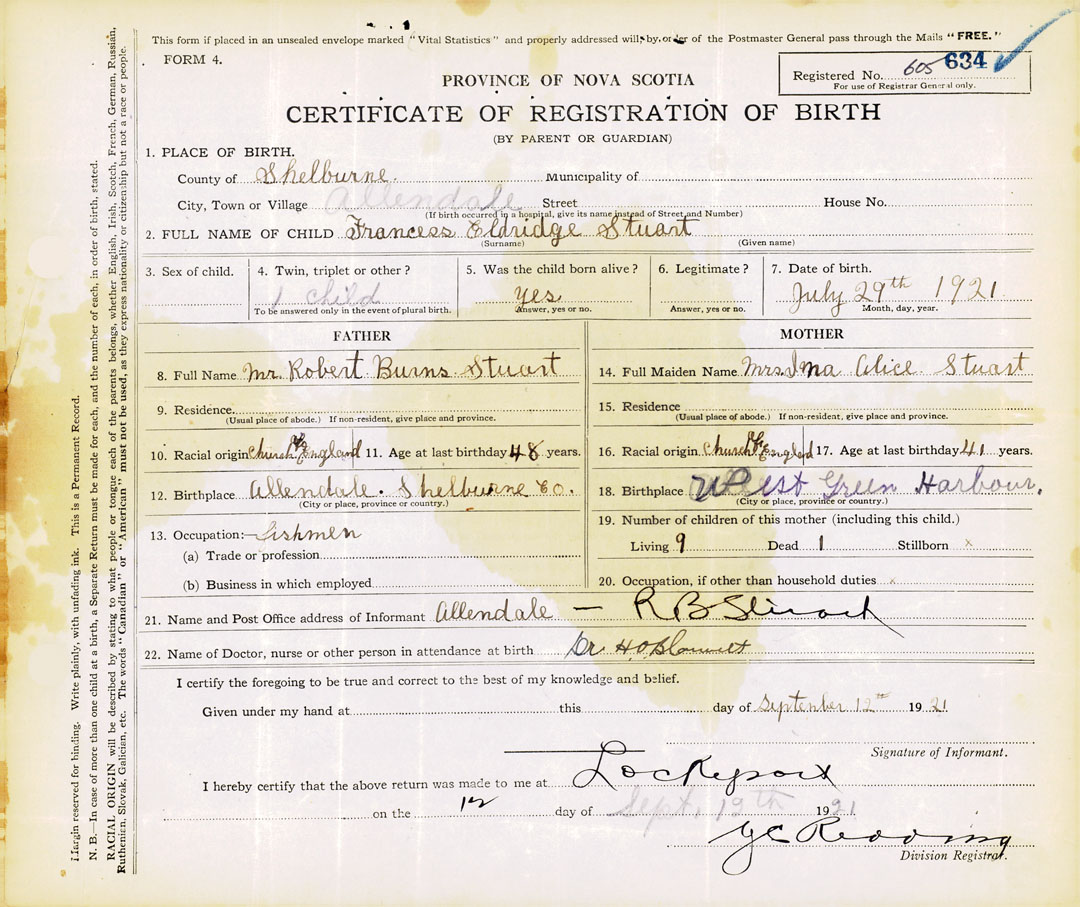 This form if placed in an unsealed envelope marked "Vital Statistics" and properly addressed will, by order of the Postmaster General pass through the Mails "FREE."
FORM 4.
Registered No. 605 634
For use of Registrar General only.
PROVINCE OF NOVA SCOTIA
CERTIFICATE OF REGISTRATION OF BIRTH
(BY PARENT OR GUARDIAN)
1. PLACE OF BIRTH.
County of Shelburne. Municipality of
City, Town or Village Allendale Street House No.
(If birth occurred in a hospital, give its name instead of Street and Number)
2. FULL NAME OF CHILD Francess Eldridge Stuart
(Surname) (Given name)
3. Sex of child. 4. Twin, triplet or other? 5. Was the child born alive? 6. Legitimate? 7. Date of birth.
1 child yes July 29th 1921
To be answered only in the event of plural birth. Answer, yes or no. Answer, yes or no. Month, day, year.
FATHER MOTHER
8. Full Name Mr. Robert Burns Stuart 14. Full Maiden Name Mrs. Ima Alice Stuart
9. Residence 15. Residence
(Usual place of abode.) If non-resident, give place and province. (Usual place of abode.) If non-resident, give place and province.
10. Racial origin Church of England 11. Age at last birthday 48 years. 16. Racial origin Church of England 17. Age at last birthday 41 years.
12. Birthplace Allendale. Shelburne Co. 18. Birthplace West Green Harbour.
(City or place, province or country.) (City or place, province or country.)
13. Occupation:— Fishmen 19. Number of children of this mother (including this child.)
(a) Trade or profession Living 9 Dead 1 Stillborn x
(b) Business in which employed 20. Occupation, if other than household duties x
21. Name and Post Office address of Informant Allendale — R B Stuart
22. Name of Doctor, nurse or other person in attendance at birth Dr
I certify the foregoing to be true and correct to the best of my knowledge and belief.
Given under my hand at this day of September 12th 1921
Signature of Informant.
I hereby certify that the above return was made to me at Lockeport
on the 12 day of Sept. 19th 1921
Division Registrar.
Margin reserved for binding. Write plainly, with unfading ink. This is a Permanent Record.
N. B.—In case of more than one child at a birth, a Separate Return must be made for each, and the number of each, in order of birth, stated.
RACIAL ORIGIN will be described by stating to what people or tongue each of the parents belongs, whether English, Irish, Scotch, French, German, Russian,
Ruthenian, Slovak, Galician, etc. The words "Canadian" or "American" must not be used, as they express nationality or citizenship but not a race or people.